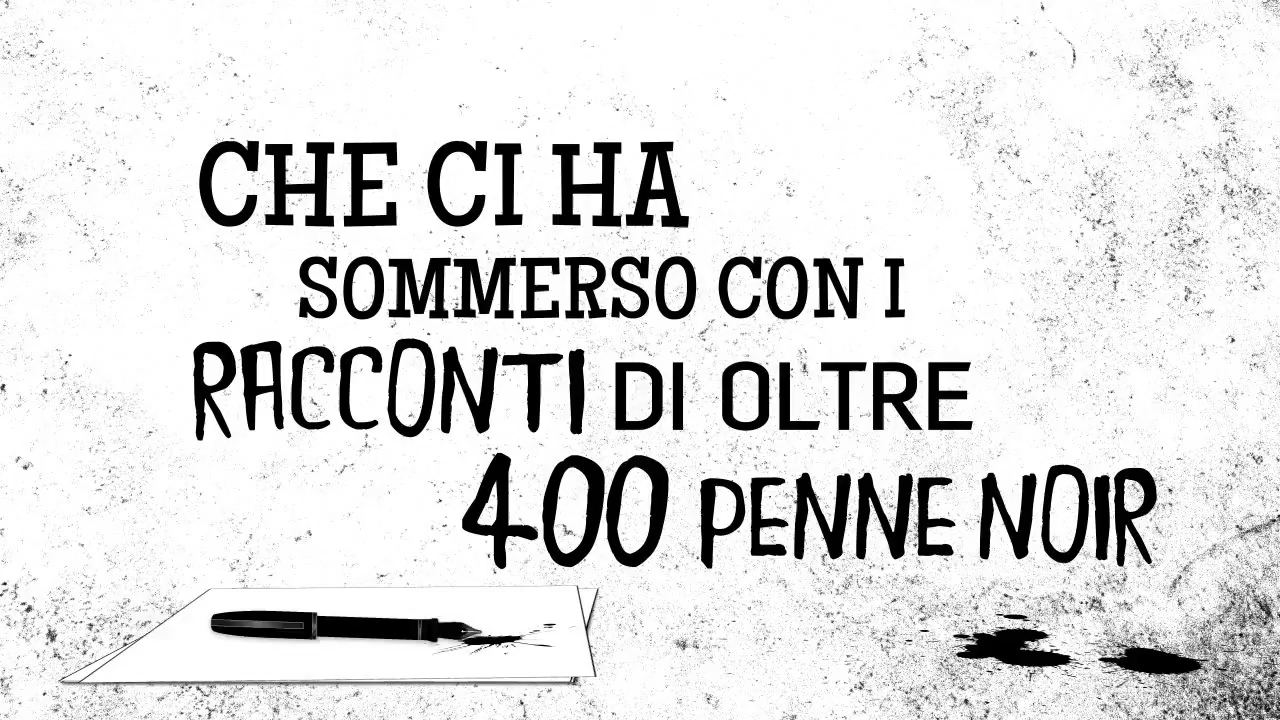 CHE CI HA
SOMMERSO CON I
RACCONTI DI OLTRE
400 PENNE NOIR